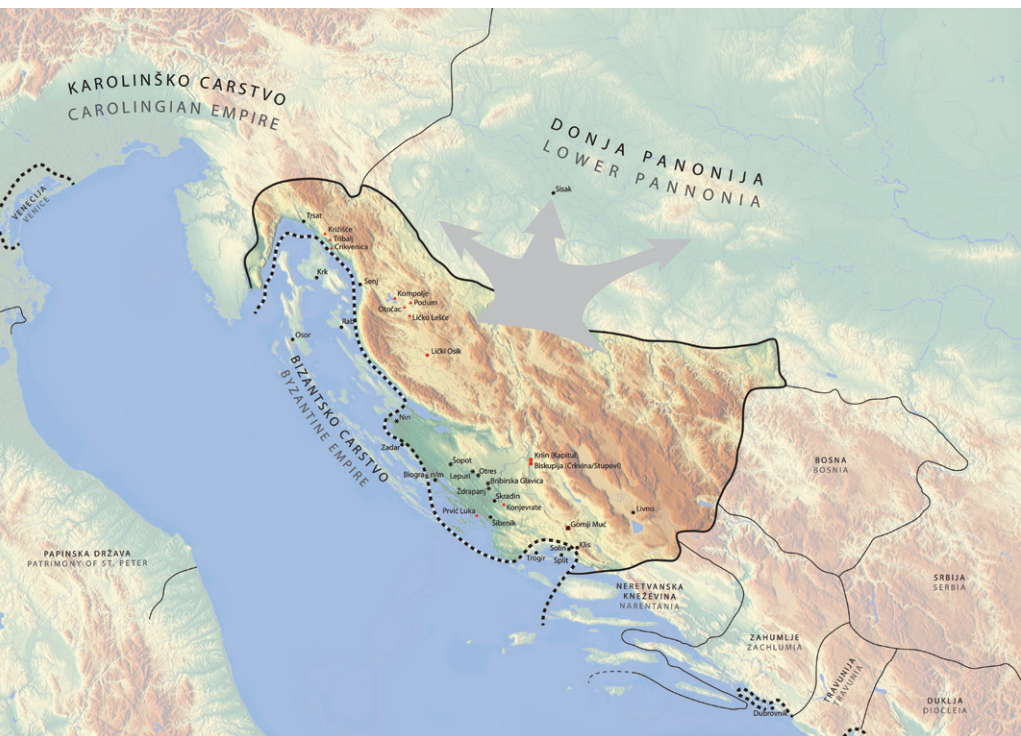 KAROLINŠKO CARSTVO
CAROLINGIAN EMPIRE
DONJA PANONIJA
LOWER PANNONIA
Sisak
VENECIJA
VENICE
Trsat
Križišće
Tribalj
Crikvenica
Krk
Senj
Kompolje
Podum
Otočac
Ličko Lešće
Rab
Osor
Lički Osik
BIZANTSKO CARSTVO
BYZANTINE EMPIRE
Nin
Zadar
Sopot
Knin (Kapitul)
Biskupija (Crkvina/Stupovi)
Otres
Lepuri
Biograd n/m
Bribirska Glavica
Ždrapanj
Skradin
Konjevrate
Prvić Luka
Šibenik
Livno
Gornji Muć
Klis
Solin
Trogir
Split
BOSNA
BOSNIA
PAPINSKA DRŽAVA
PATRIMONY OF ST. PETER
NERETVANSKA
KNEŽEVINA
NARENTANIA
SRBIJA
SERBIA
ZAHUMLJE
ZACHLUMIA
TRAVUNIJA
TRAVUNIA
DUKLJA
DIOCLEIA
Dubrovnik